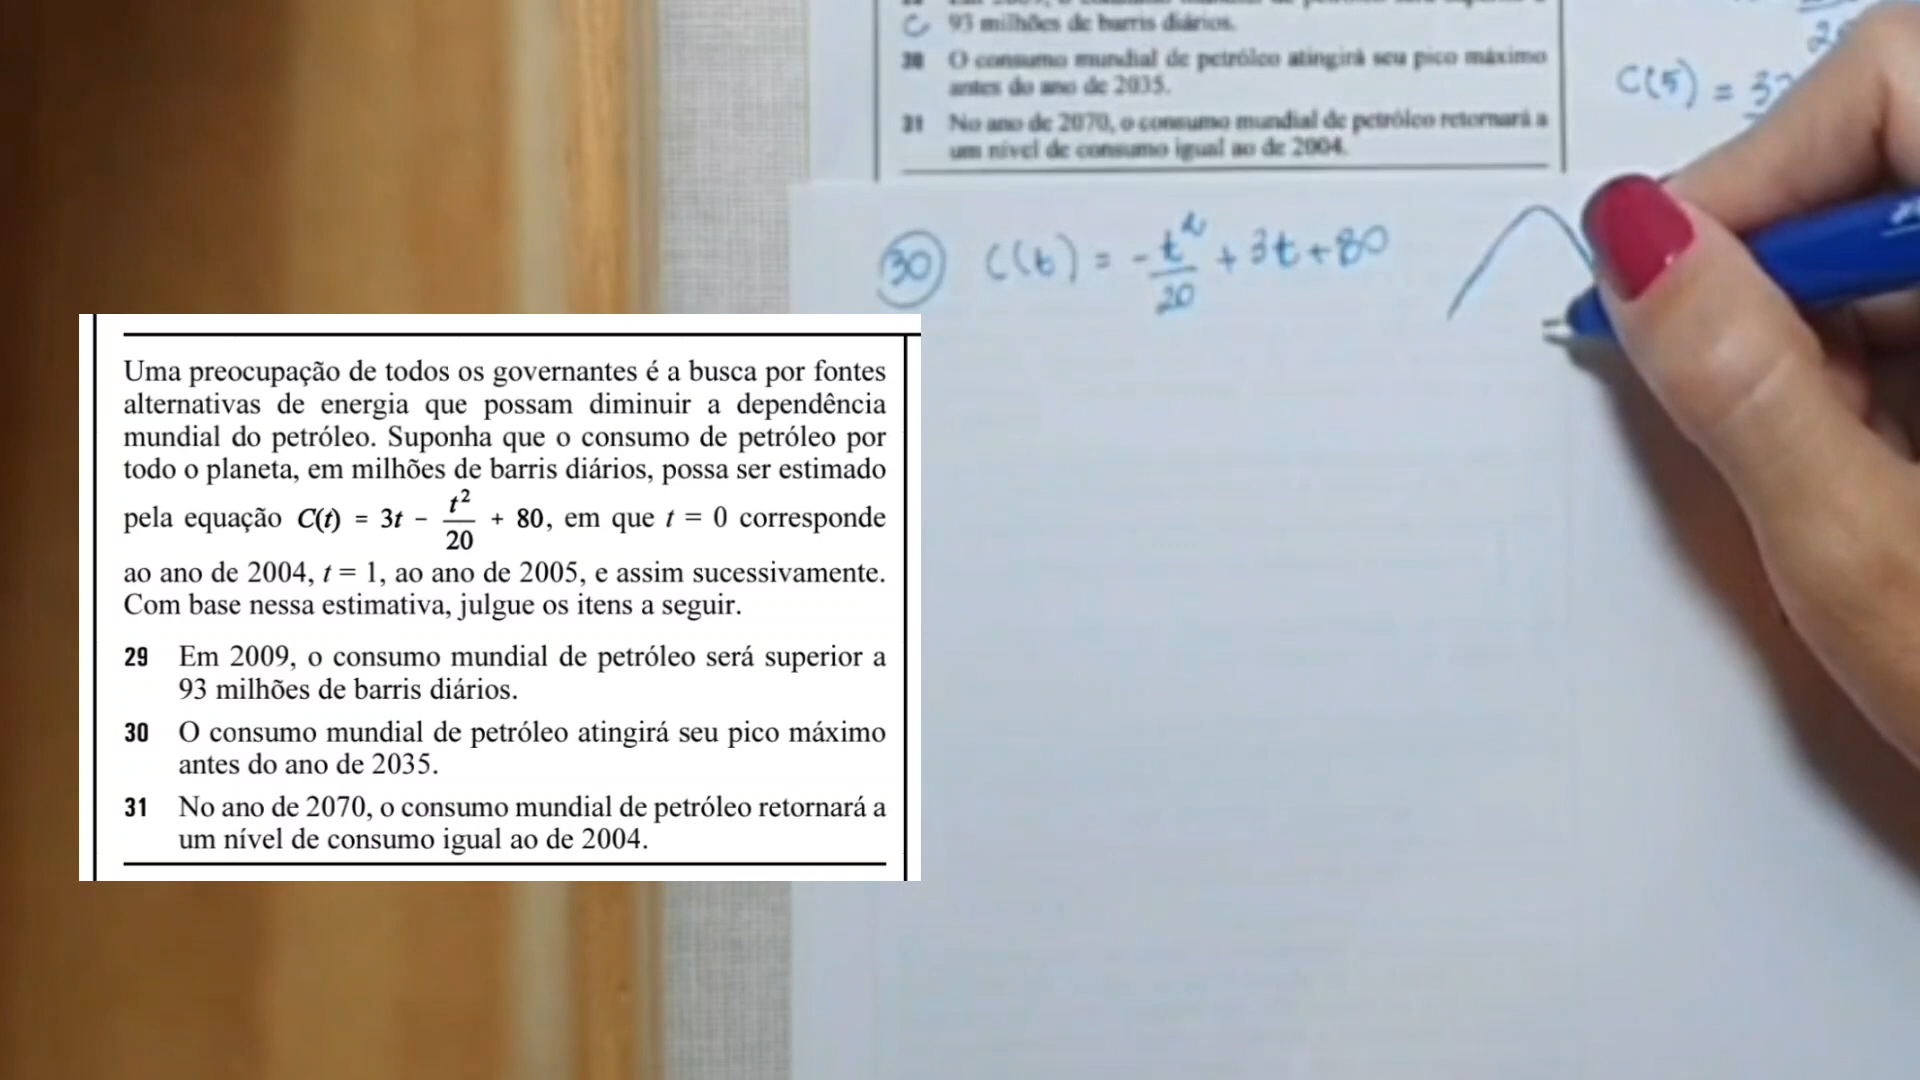 93 milhões de barris diários.
C
30 O consumo mundial de petróleo atingirá seu pico máximo
antes do ano de 2035.
31 No ano de 2070, o consumo mundial de petróleo retornará a
um nível de consumo igual ao de 2004.
C(5) =
30 C(t) = - t² / 20 + 3t + 80
Uma preocupação de todos os governantes é a busca por fontes
alternativas de energia que possam diminuir a dependência
mundial do petróleo. Suponha que o consumo de petróleo por
todo o planeta, em milhões de barris diários, possa ser estimado
pela equação C(t) = 3t - t² / 20 + 80, em que t = 0 corresponde
ao ano de 2004, t = 1, ao ano de 2005, e assim sucessivamente.
Com base nessa estimativa, julgue os itens a seguir.
29 Em 2009, o consumo mundial de petróleo será superior a
93 milhões de barris diários.
30 O consumo mundial de petróleo atingirá seu pico máximo
antes do ano de 2035.
31 No ano de 2070, o consumo mundial de petróleo retornará a
um nível de consumo igual ao de 2004.